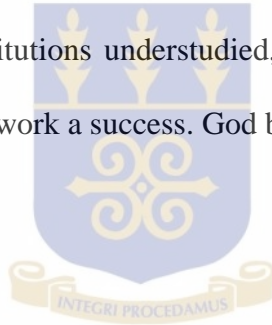 itutions understudied,
work a success. God b
INTEGRI PROCEDAMUS